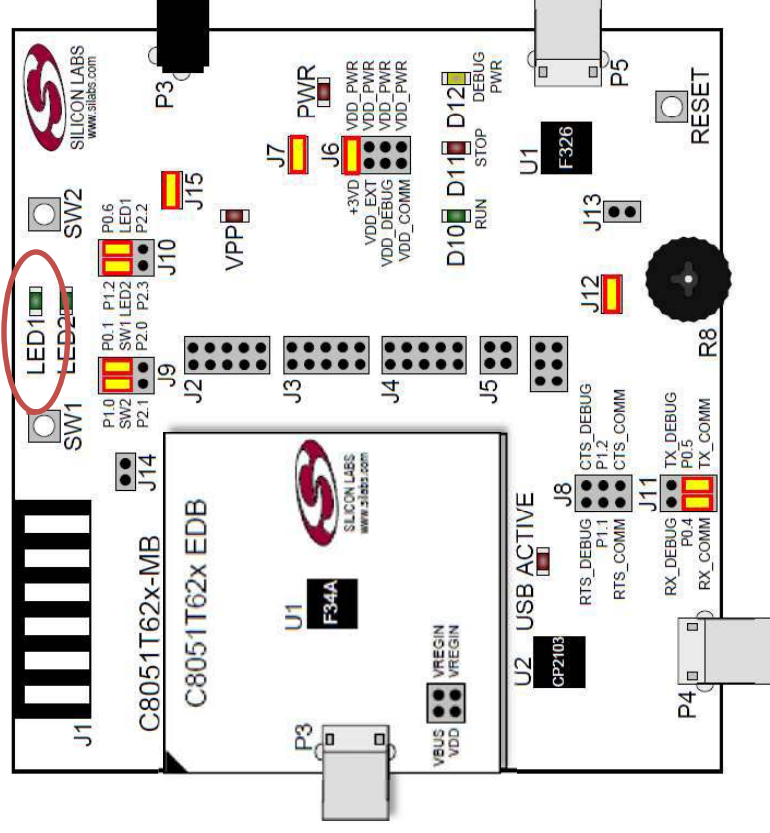 P3
P5
SILICON LABS
www.silabs.com
PWR
VDD_PWR
VDD_PWR
VDD_PWR
VDD_PWR
D12
DEBUG
PWR
RESET
J7
J6
D11
STOP
U1
F326
SW2
J15
P0.6
LED1
P2.2
J10
P1.2
LED2
P2.3
VPP
+3VD
VDD_EXT
VDD_DEBUG
VDD_COMM
D10
RUN
J13
LED1
LED2
P0.1
SW1
P2.0
J9
P1.0
SW2
P2.1
J12
R8
J2
J3
J4
J5
SW1
J14
CTS_DEBUG
P1.2
CTS_COMM
J8
RTS_DEBUG
P1.1
RTS_COMM
TX_DEBUG
P0.5
TX_COMM
J11
RX_DEBUG
P0.4
RX_COMM
SILICON LABS
www.silabs.com
C8051T62x-MB
C8051T62x EDB
U1
F34A
USB ACTIVE
U2
CP2103
J1
P3
VREGIN
VREGIN
VBUS
VDD
P4